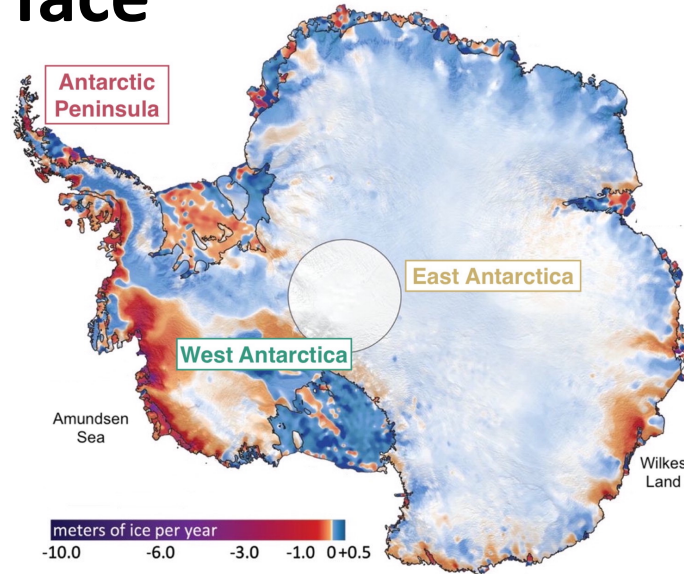 face
Antarctic
Peninsula
East Antarctica
West Antarctica
Amundsen
Sea
Wilkes
Land
meters of ice per year
-10.0 -6.0 -3.0 -1.0 0 +0.5